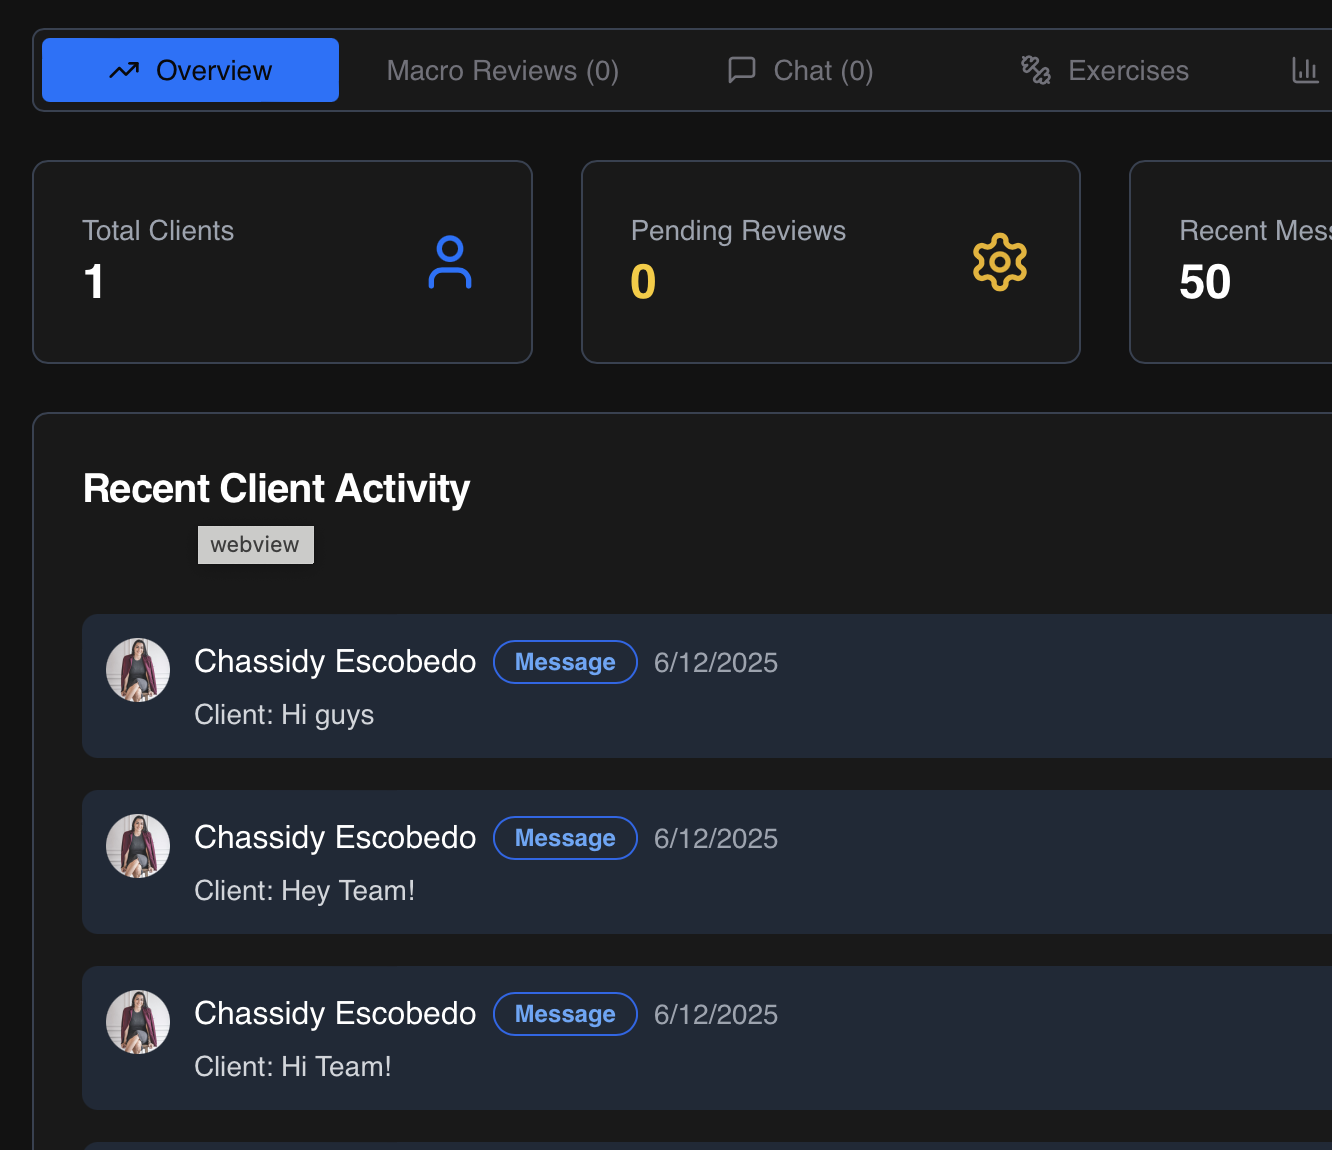 Overview Macro Reviews (0) Chat (0) Exercises
Total Clients
1
Pending Reviews
0
Recent Mess
50
Recent Client Activity
webview
Chassidy Escobedo Message 6/12/2025
Client: Hi guys
Chassidy Escobedo Message 6/12/2025
Client: Hey Team!
Chassidy Escobedo Message 6/12/2025
Client: Hi Team!